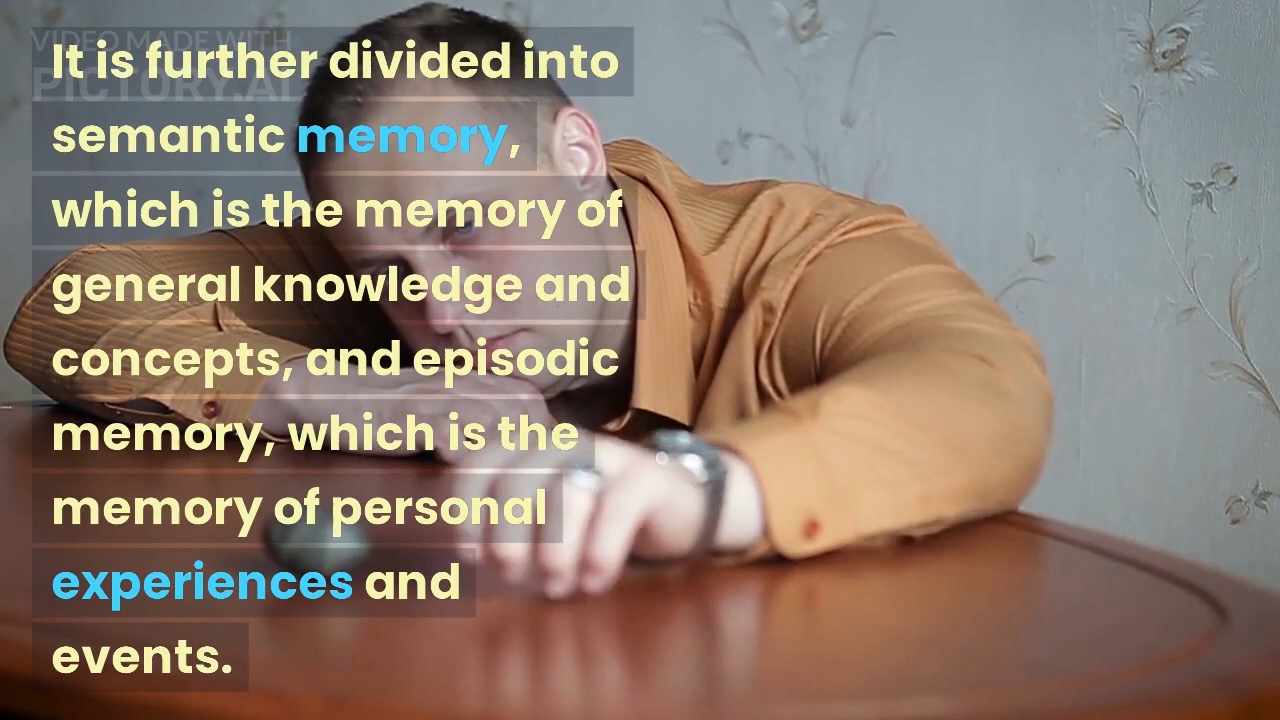 VIDEO MADE WITH
PICTORY.AI
It is further divided into
semantic memory,
which is the memory of
general knowledge and
concepts, and episodic
memory, which is the
memory of personal
experiences and
events.